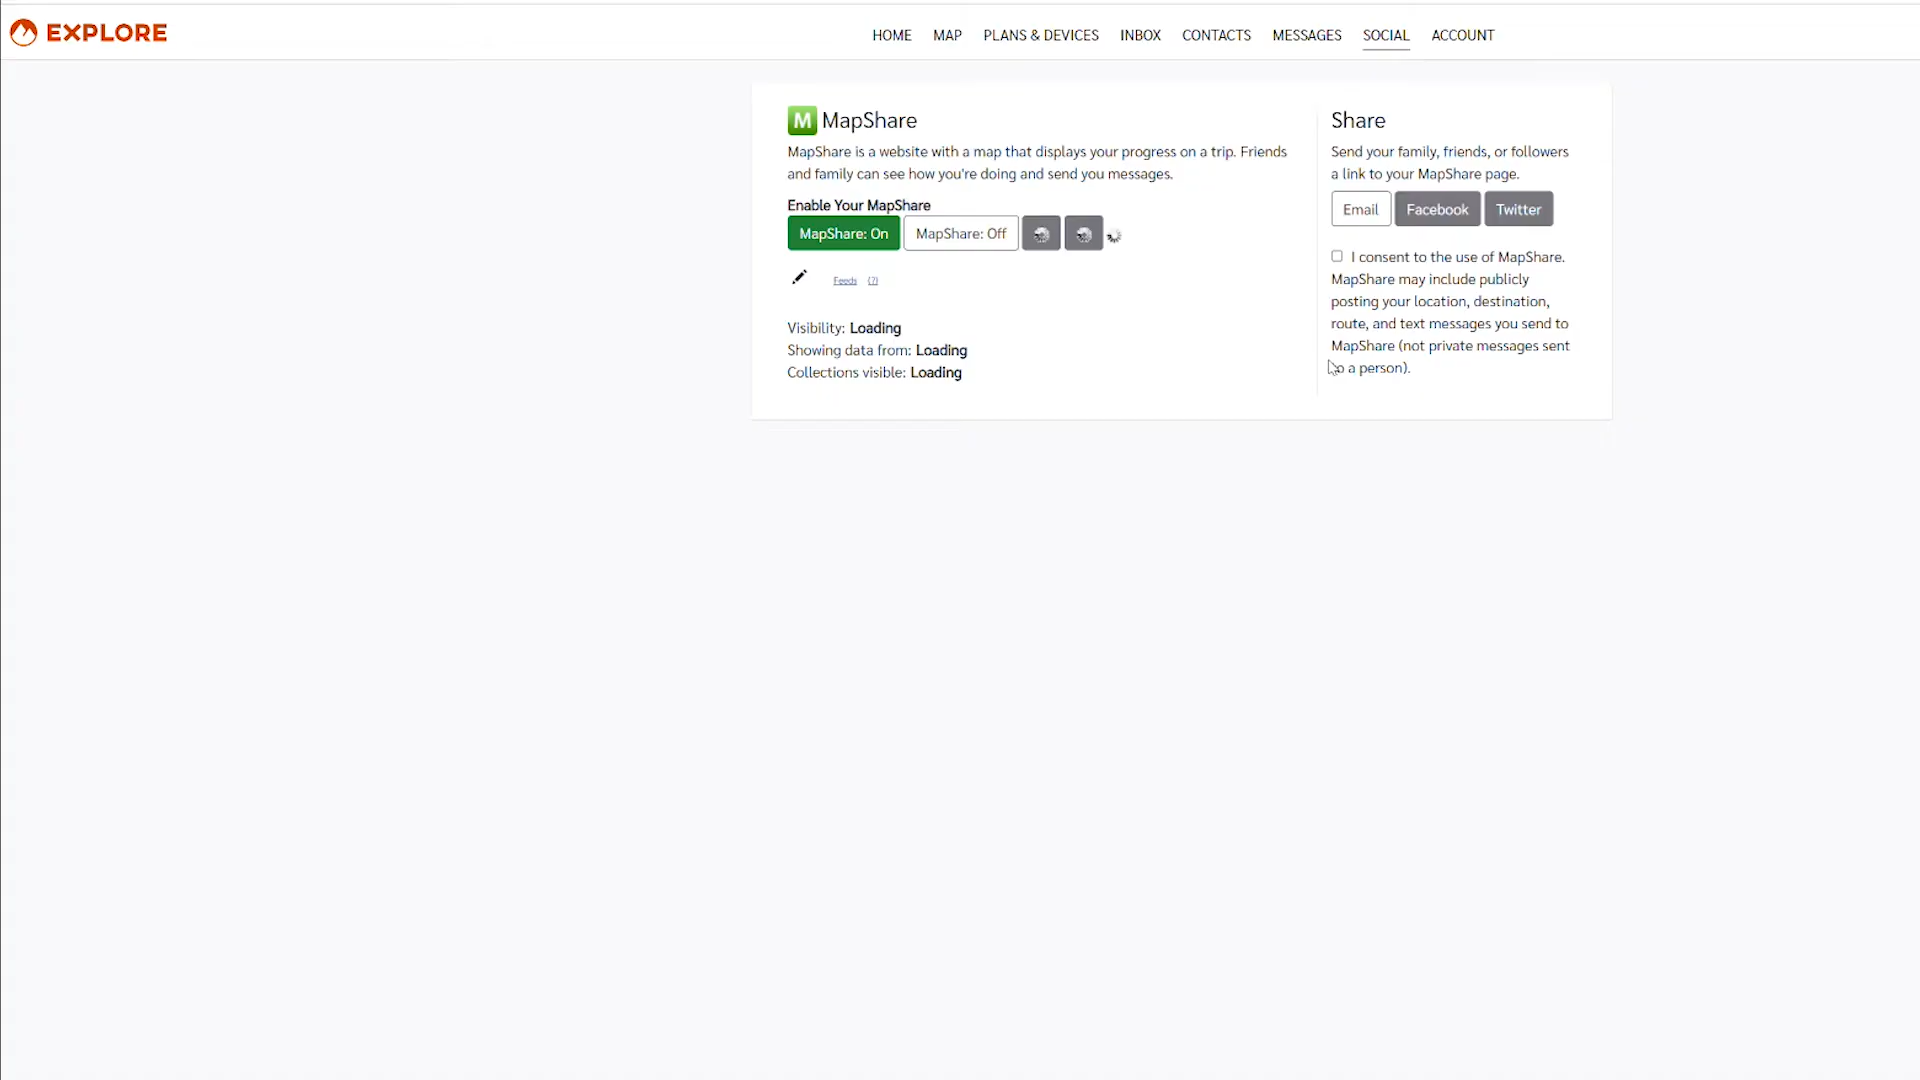 EXPLORE
HOME MAP PLANS & DEVICES INBOX CONTACTS MESSAGES SOCIAL ACCOUNT
M MapShare
MapShare is a website with a map that displays your progress on a trip. Friends
and family can see how you're doing and send you messages.
Enable Your MapShare
MapShare: On MapShare: Off
Feeds (?)
Visibility: Loading
Showing data from: Loading
Collections visible: Loading
Share
Send your family, friends, or followers
a link to your MapShare page.
Email Facebook Twitter
I consent to the use of MapShare.
MapShare may include publicly
posting your location, destination,
route, and text messages you send to
MapShare (not private messages sent
to a person).